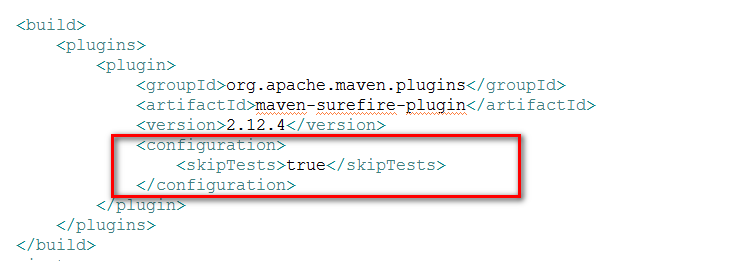 <build>
<plugins>
<plugin>
<groupId>org.apache.maven.plugins</groupId>
<artifactId>maven-surefire-plugin</artifactId>
<version>2.12.4</version>
<configuration>
<skipTests>true</skipTests>
</configuration>
</plugin>
</plugins>
</build>